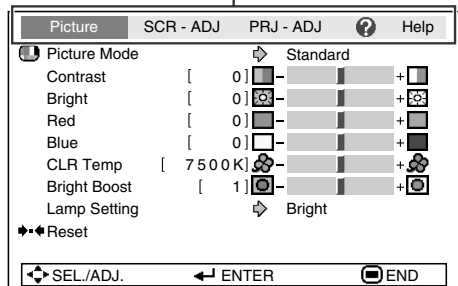 Picture SCR - ADJ PRJ - ADJ ? Help
Picture Mode Standard
Contrast [ 0] - +
Bright [ 0] - +
Red [ 0] - +
Blue [ 0] - +
CLR Temp [ 7500K] - +
Bright Boost [ 1] - +
Lamp Setting Bright
Reset
SEL./ADJ. ENTER END